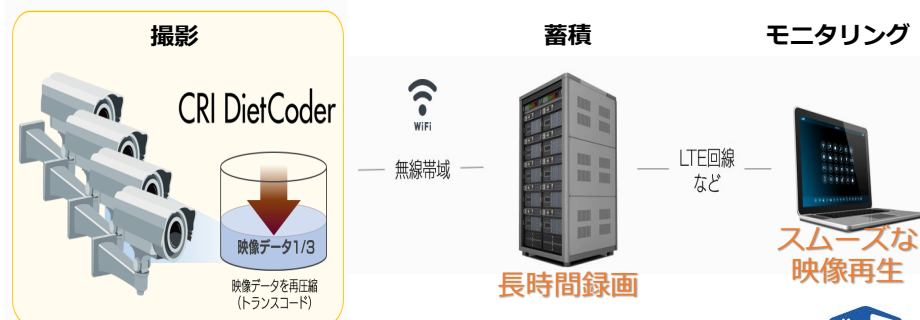 撮影
蓄積
モニタリング
CRI DietCoder
映像データ1/3
映像データを再圧縮
(トランスコード)
WiFi
無線帯域
長時間録画
LTE回線
など
スムーズな
映像再生